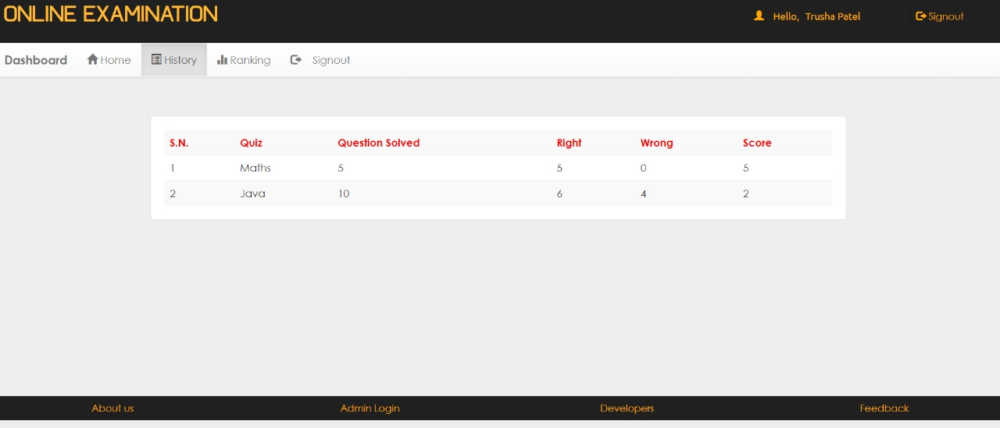 ONLINE EXAMINATION
Hello, Trusha Patel | Signout
Dashboard Home History Ranking Signout
S.N. Quiz Question Solved Right Wrong Score
1 Maths 5 5 0 5
2 Java 10 6 4 2
About us Admin Login Developers Feedback